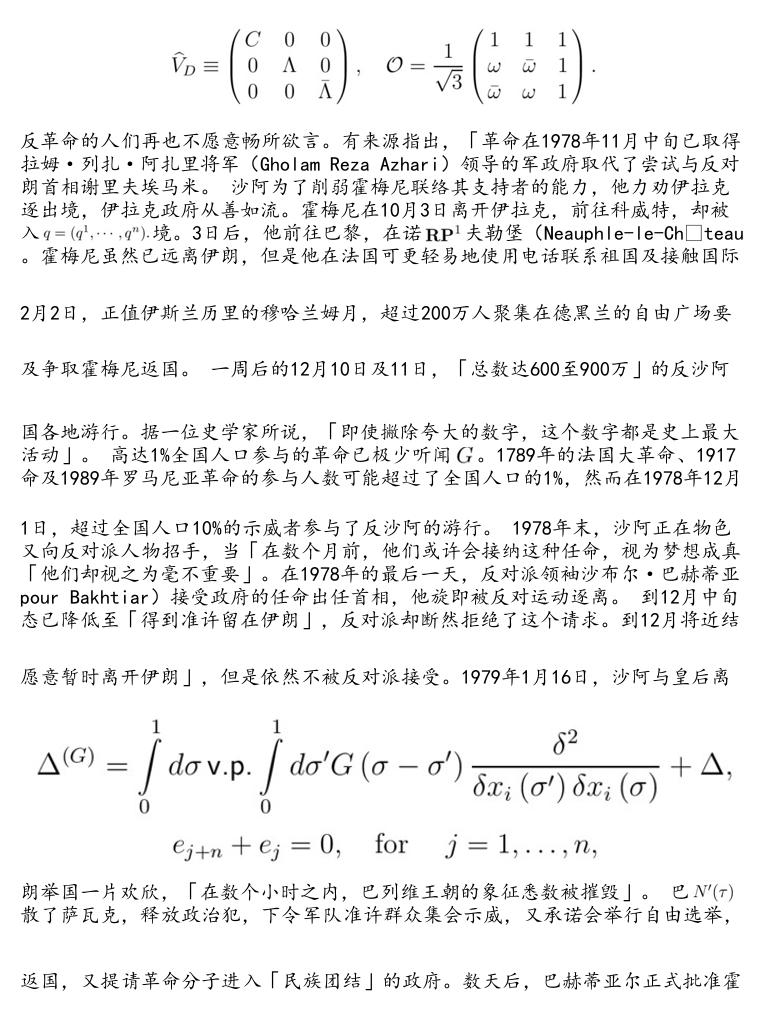 $\widehat{V}_D \equiv \begin{pmatrix} C & 0 & 0 \\ 0 & \Lambda & 0 \\ 0 & 0 & \bar{\Lambda} \end{pmatrix}, \quad \mathcal{O} = \frac{1}{\sqrt{3}} \begin{pmatrix} 1 & 1 & 1 \\ \omega & \bar{\omega} & 1 \\ \bar{\omega} & \omega & 1 \end{pmatrix}.$
反革命的人们再也不愿意畅所欲言。有来源指出，「革命在1978年11月中旬已取得
拉姆·列扎·阿扎里将军（Gholam Reza Azhari）领导的军政府取代了尝试与反对
朗首相谢里夫埃马米。 沙阿为了削弱霍梅尼联络其支持者的能力，他力劝伊拉克
逐出境，伊拉克政府从善如流。霍梅尼在10月3日离开伊拉克，前往科威特，却被
入 $q = (q^1, \cdots, q^n).$ 境。3日后，他前往巴黎，在诺 $\mathbf{RP}^1$ 夫勒堡（Neauphle-le-Ch□teau
。霍梅尼虽然已远离伊朗，但是他在法国可更轻易地使用电话联系祖国及接触国际
2月2日，正值伊斯兰历里的穆哈兰姆月，超过200万人聚集在德黑兰的自由广场要
及争取霍梅尼返国。 一周后的12月10日及11日，「总数达600至900万」的反沙阿
国各地游行。据一位史学家所说，「即使撇除夸大的数字，这个数字都是史上最大
活动」。 高达1%全国人口参与的革命已极少听闻 $G$ 。1789年的法国大革命、1917
命及1989年罗马尼亚革命的参与人数可能超过了全国人口的1%，然而在1978年12月
1日，超过全国人口10%的示威者参与了反沙阿的游行。 1978年末，沙阿正在物色
又向反对派人物招手，当「在数个月前，他们或许会接纳这种任命，视为梦想成真
「他们却视之为毫不重要」。在1978年的最后一天，反对派领袖沙布尔·巴赫蒂亚
pour Bakhtiar）接受政府的任命出任首相，他旋即被反对运动逐离。 到12月中旬
态已降低至「得到准许留在伊朗」，反对派却断然拒绝了这个请求。到12月将近结
愿意暂时离开伊朗」，但是依然不被反对派接受。1979年1月16日，沙阿与皇后离
$\Delta^{(G)} = \int\limits_0^1 d\sigma \, \text{v.p.} \int\limits_0^1 d\sigma' G(\sigma - \sigma') \frac{\delta^2}{\delta x_i(\sigma') \delta x_i(\sigma)} + \Delta,$
$e_{j+n} + e_j = 0, \quad \text{for} \quad j = 1, \ldots, n,$
朗举国一片欢欣，「在数个小时之内，巴列维王朝的象征悉数被摧毁」。 巴 $N'(\tau)$
散了萨瓦克，释放政治犯，下令军队准许群众集会示威，又承诺会举行自由选举，
返国，又提请革命分子进入「民族团结」的政府。数天后，巴赫蒂亚尔正式批准霍